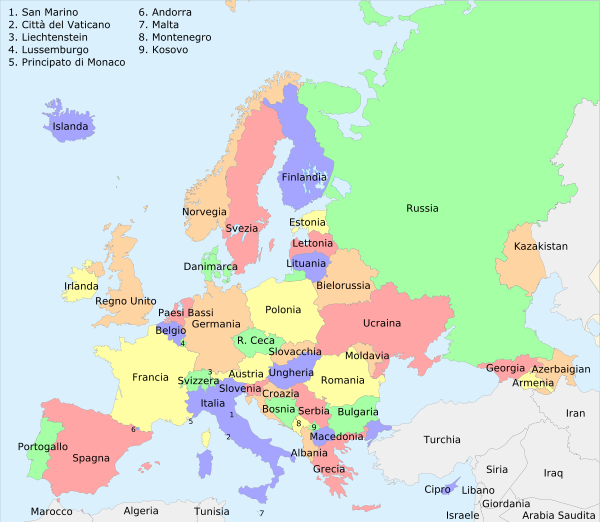 1. San Marino
2. Città del Vaticano
3. Liechtenstein
4. Lussemburgo
5. Principato di Monaco
6. Andorra
7. Malta
8. Montenegro
9. Kosovo
Islanda
Finlandia
Norvegia
Svezia
Russia
Estonia
Lettonia
Lituania
Kazakistan
Danimarca
Irlanda
Regno Unito
Bielorussia
Paesi Bassi
Polonia
Belgio
Germania
Ucraina
4
R. Ceca
Slovacchia
Moldavia
Francia
3
Svizzera
Austria
Ungheria
Romania
Georgia
Azerbaigian
Armenia
Slovenia
Croazia
Italia
Bosnia
Serbia
Bulgaria
1
5
8
9
6
2
Macedonia
Portogallo
Spagna
Albania
Grecia
Turchia
Iran
Siria
Iraq
Cipro
Libano
Giordania
Marocco
Algeria
Tunisia
7
Israele
Arabia Saudita